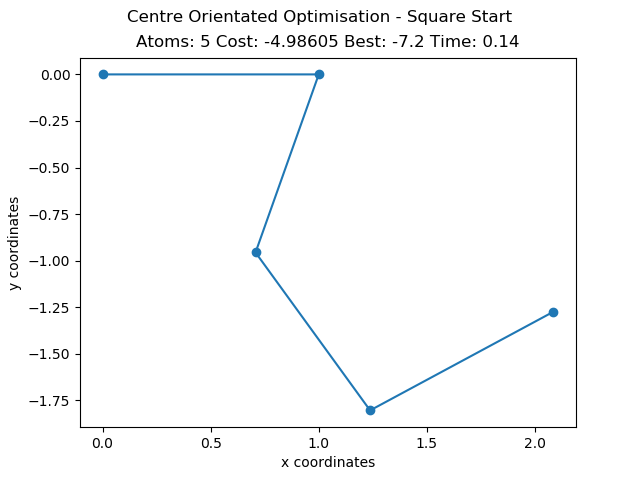 Centre Orientated Optimisation - Square Start
Atoms: 5 Cost: -4.98605 Best: -7.2 Time: 0.14
0.00
−0.25
−0.50
−0.75
−1.00
−1.25
−1.50
−1.75
y coordinates
0.0 0.5 1.0 1.5 2.0
x coordinates